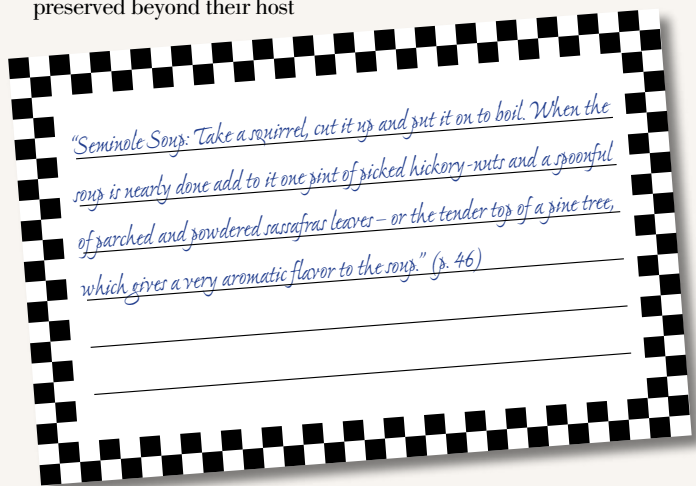 preserved beyond their host
“Seminole Soup: Take a squirrel, cut it up and put it on to boil. When the
soup is nearly done add to it one pint of picked hickory-nuts and a spoonful
of parched and powdered sassafras leaves – or the tender top of a pine tree,
which gives a very aromatic flavor to the soup.” (p. 46)